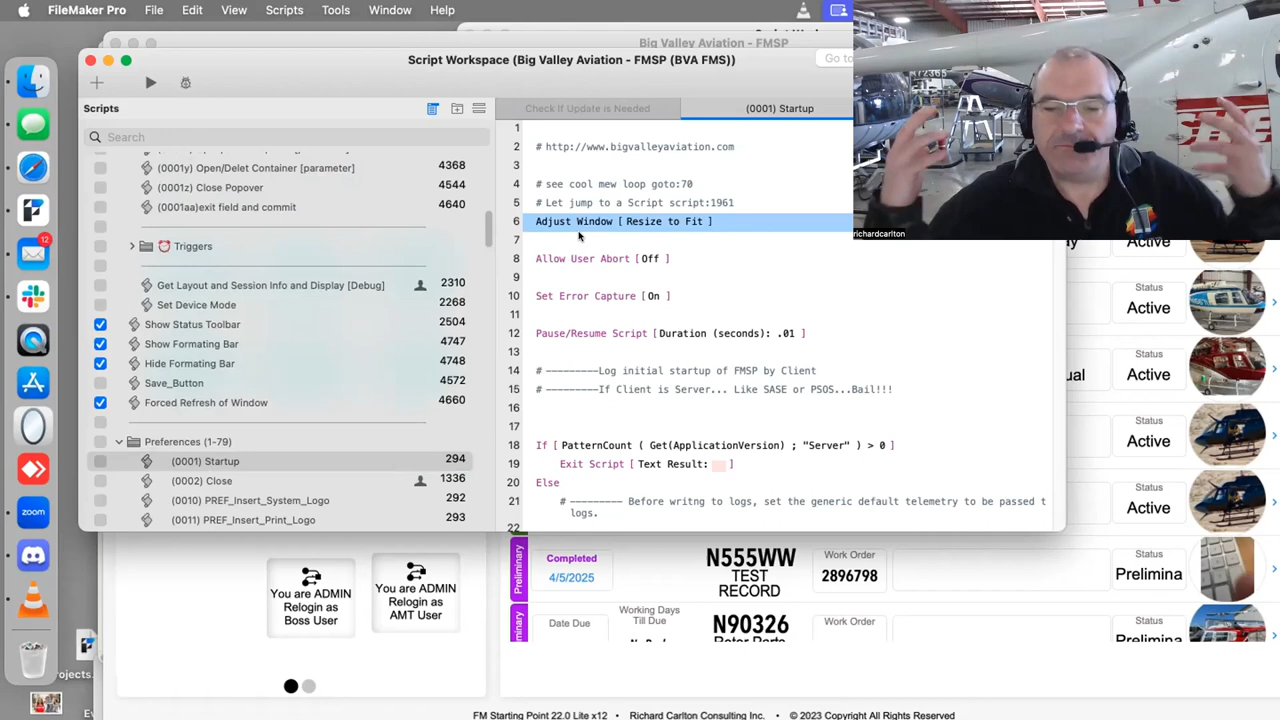 FileMaker Pro File Edit View Scripts Tools Window Help
Big Valley Aviation - FMSP
Script Workspace (Big Valley Aviation - FMSP (BVA FMS))
Go to
Scripts
Check If Update is Needed
(0001) Startup
Search
(0001y) Open/Delet Container [parameter] 4368
(0001z) Close Popover 4544
(0001aa)exit field and commit 4640
Triggers
Get Layout and Session Info and Display [Debug] 2310
Set Device Mode 2268
Show Status Toolbar 2504
Show Formating Bar 4747
Hide Formating Bar 4748
Save_Button 4572
Forced Refresh of Window 4660
Preferences (1-79)
(0001) Startup 294
(0002) Close 1336
(0010) PREF_Insert_System_Logo 292
(0011) PREF_Insert_Print_Logo 293
1
2 # http://www.bigvalleyaviation.com
3
4 # see cool mew loop goto:70
5 # Let jump to a Script script:1961
6 Adjust Window [ Resize to Fit ]
7
8 Allow User Abort [ Off ]
9
10 Set Error Capture [ On ]
11
12 Pause/Resume Script [ Duration (seconds): .01 ]
13
14 # ---------Log initial startup of FMSP by Client
15 # ---------If Client is Server... Like SASE or PSOS...Bail!!!
16
17
18 If [ PatternCount ( Get(ApplicationVersion) ; "Server" ) > 0 ]
19 Exit Script [ Text Result: ]
20 Else
21 # --------- Before writng to logs, set the generic default telemetry to be passed t
logs.
22
richardcarlton
12
zoom
Status
Active
Status
Active
ual
Status
Active
Status
Active
Status
Prelimina
Status
Prelimina
You are ADMIN
Relogin as
Boss User
You are ADMIN
Relogin as
AMT User
Preliminary
Completed
4/5/2025
N555WW
TEST
RECORD
Work Order
2896798
Date Due
Working Days
Till Due
N90326
Work Order
rojects.
FM Starting Point 22.0 Lite x12 • Richard Carlton Consulting Inc. • © 2023 Copyright All Rights Reserved